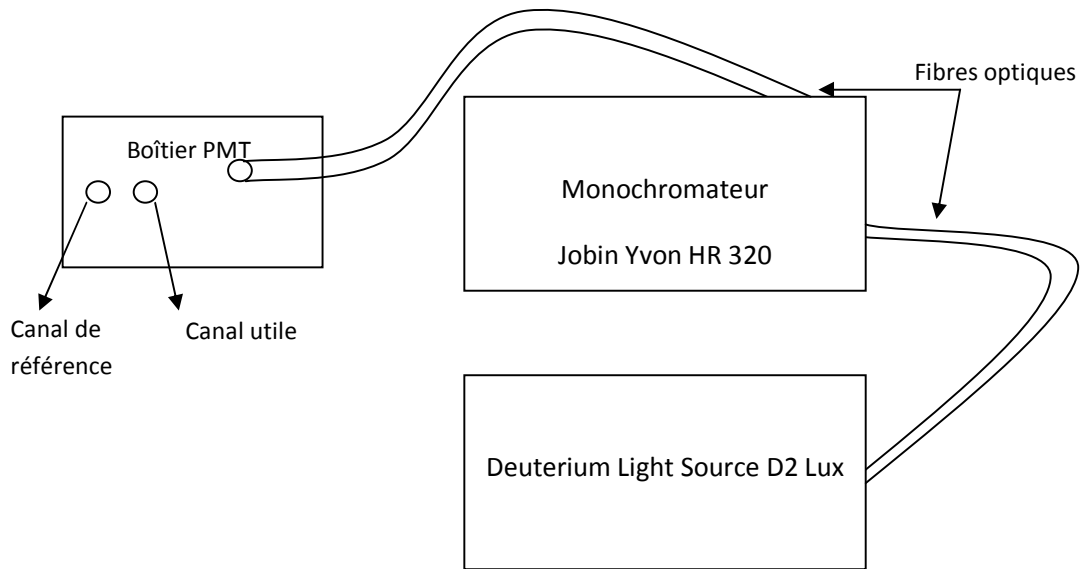 Fibres optiques
Boîtier PMT
Monochromateur
Jobin Yvon HR 320
Canal de
référence
Canal utile
Deuterium Light Source D2 Lux